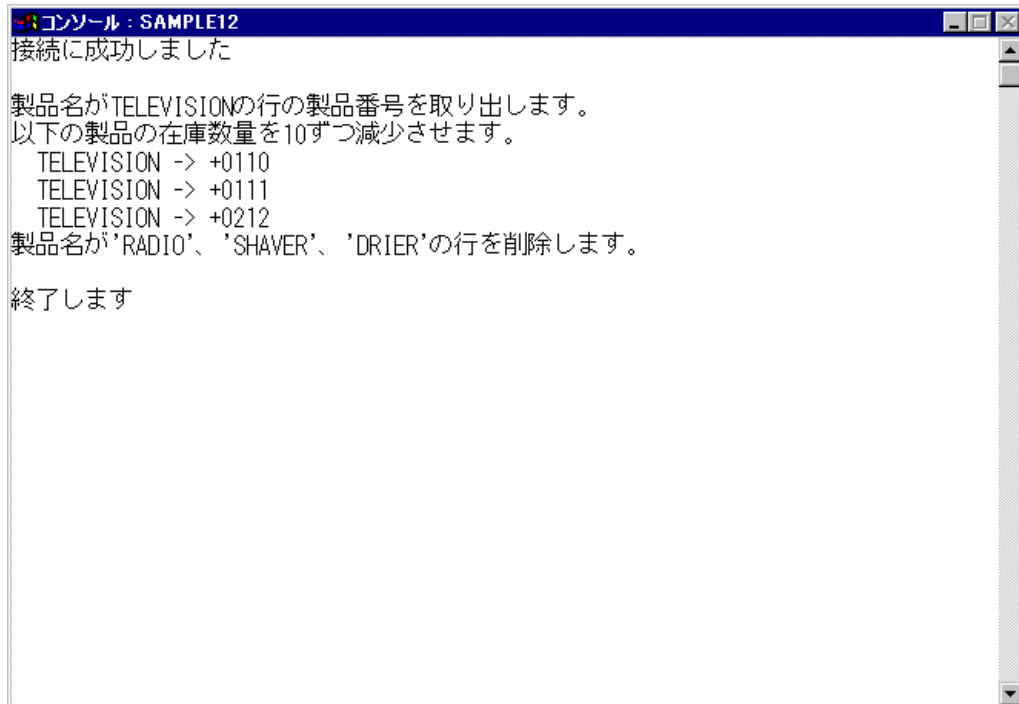 コンソール : SAMPLE12
接続に成功しました
製品名がTELEVISIONの行の製品番号を取り出します。
以下の製品の在庫数量を10ずつ減少させます。
TELEVISION -> +0110
TELEVISION -> +0111
TELEVISION -> +0212
製品名が'RADIO'、'SHAVER'、'DRIER'の行を削除します。
終了します